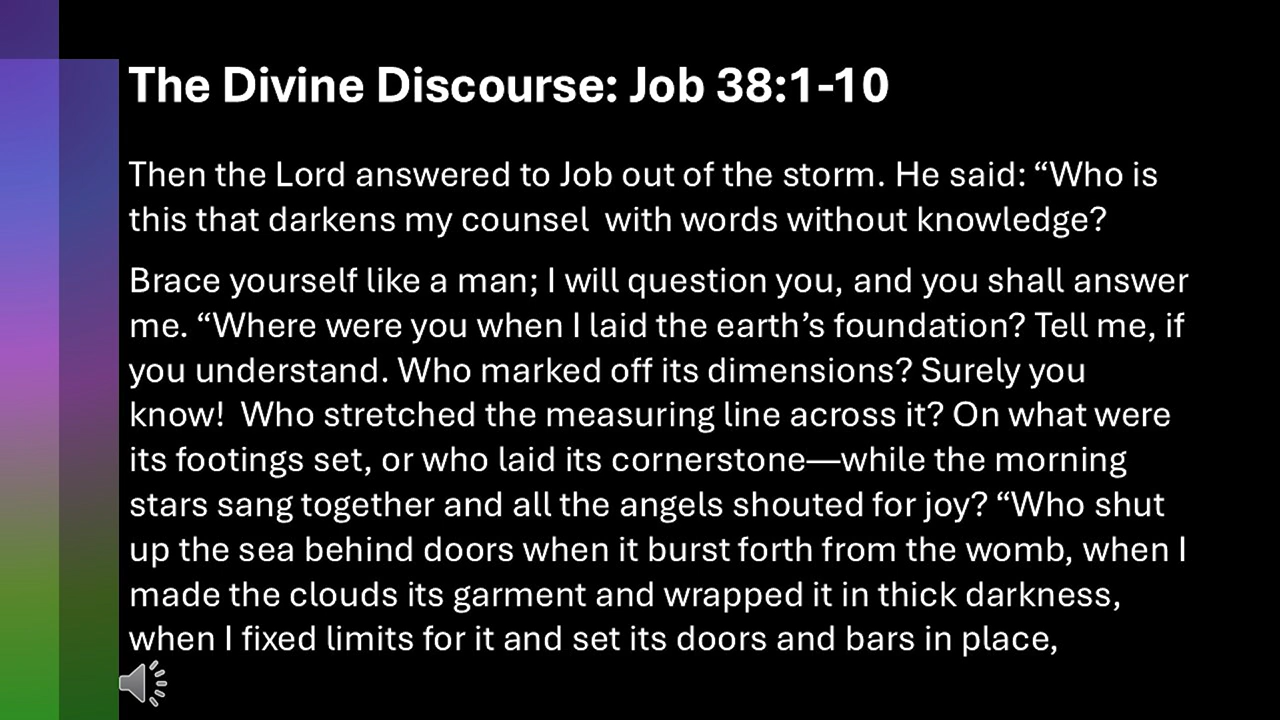 The Divine Discourse: Job 38:1-10
Then the Lord answered to Job out of the storm. He said: “Who is
this that darkens my counsel  with words without knowledge?
Brace yourself like a man; I will question you, and you shall answer
me. “Where were you when I laid the earth’s foundation? Tell me, if
you understand. Who marked off its dimensions? Surely you
know!  Who stretched the measuring line across it? On what were
its footings set, or who laid its cornerstone—while the morning
stars sang together and all the angels shouted for joy? “Who shut
up the sea behind doors when it burst forth from the womb, when I
made the clouds its garment and wrapped it in thick darkness,
when I fixed limits for it and set its doors and bars in place,